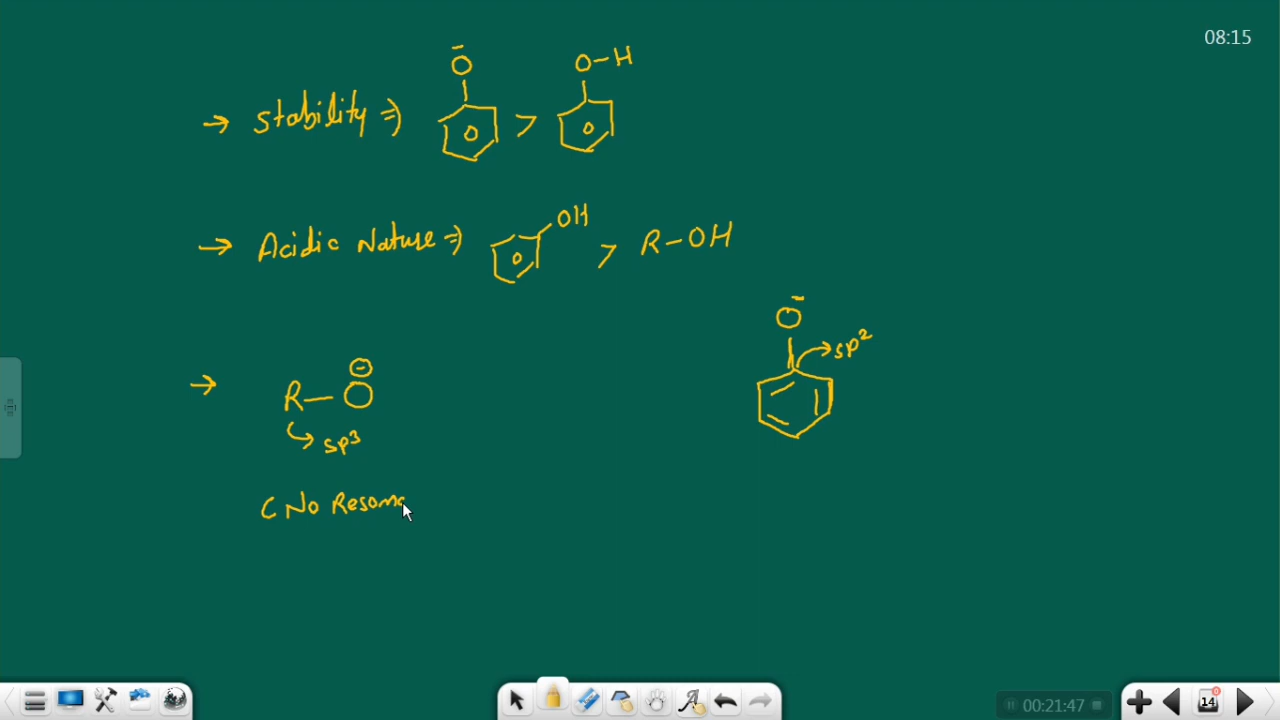 08:15
Ō O-H
→ Stability ⇒ >
→ Acidic Nature ⇒ OH > R-OH
Ō
→ R-O⊖ sp²
sp³
(No Resona
00:21:47
14